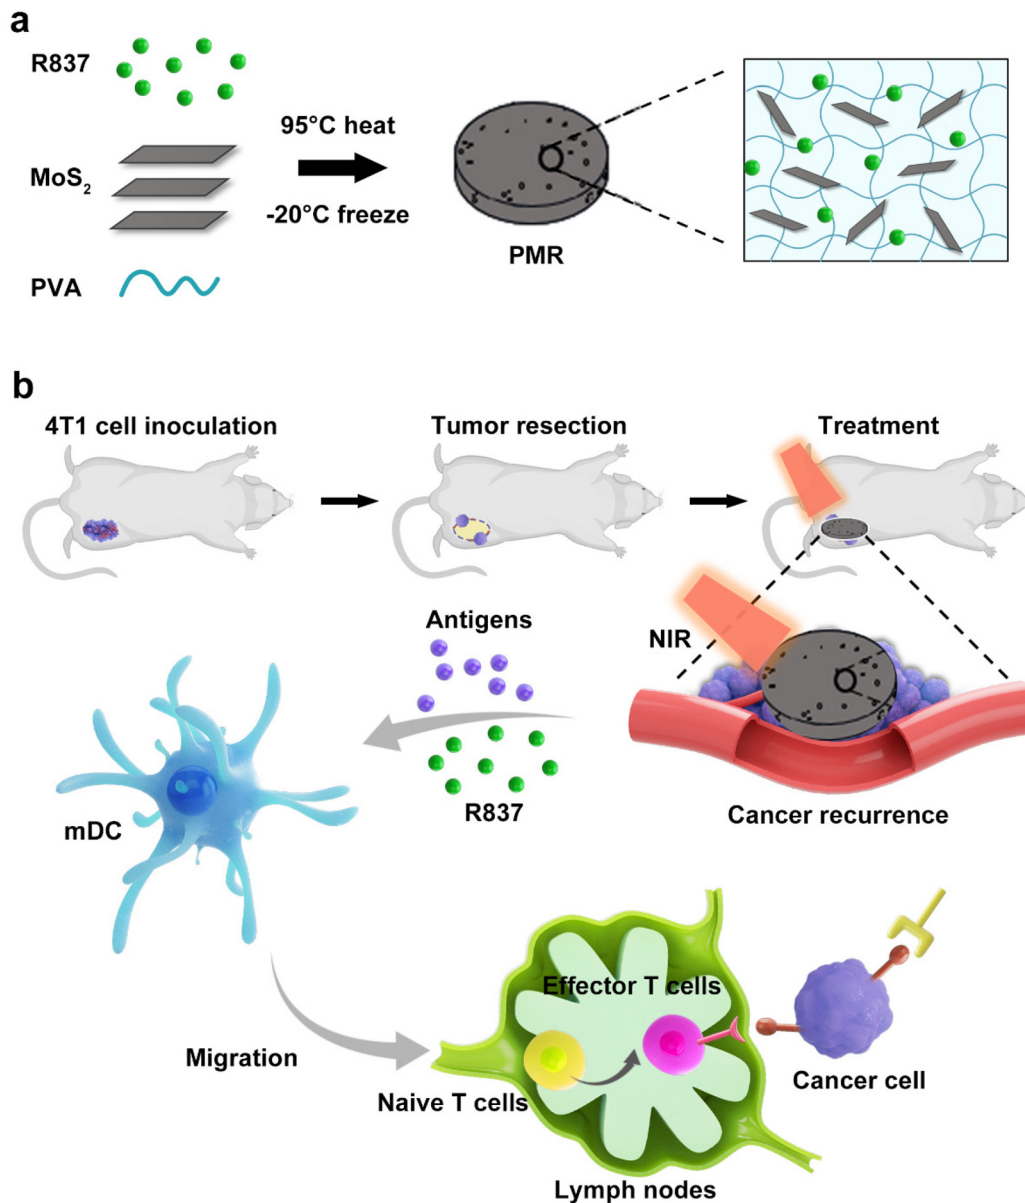 a
R837
MoS₂
PVA
95°C heat
-20°C freeze
PMR
b
4T1 cell inoculation
Tumor resection
Treatment
Antigens
R837
NIR
Cancer recurrence
mDC
Migration
Effector T cells
Naive T cells
Lymph nodes
Cancer cell